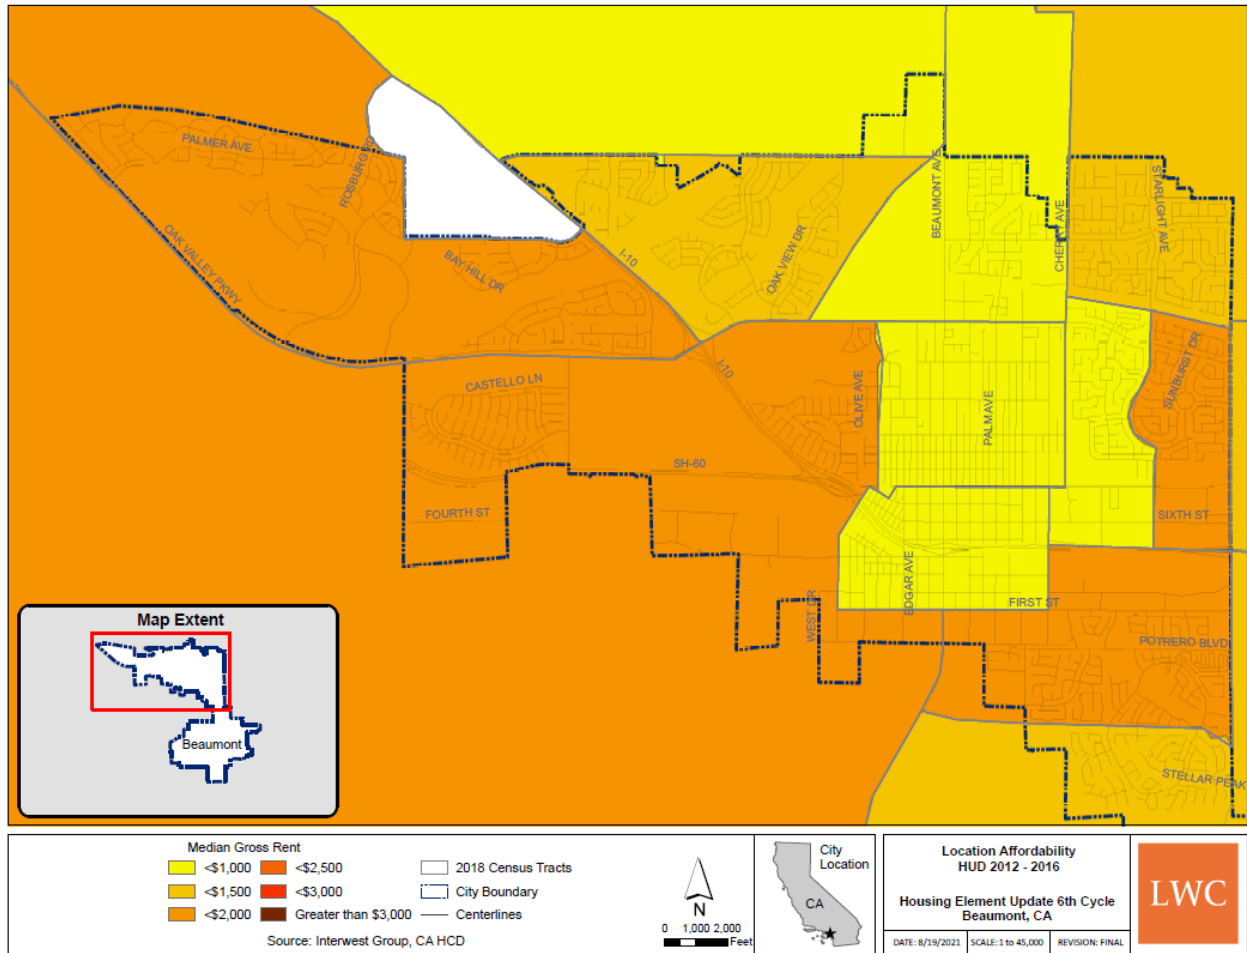 PALMER AVE
ROSBURG RD
OAK VALLEY PKWY
BAY HILL DR
I-10
OAK VIEW DR
BEAUMONT AVE
CHERRY AVE
STARLIGHT AVE
I-10
CASTELLO LN
OLIVE AVE
PALM AVE
SUNBURST DR
SH-60
FOURTH ST
SIXTH ST
EDGAR AVE
WEST DR
FIRST ST
POTRERO BLVD
STELLAR PEAK
Map Extent
Beaumont
Median Gross Rent
<$1,000
<$1,500
<$2,000
<$2,500
<$3,000
Greater than $3,000
2018 Census Tracts
City Boundary
Centerlines
Source: Interwest Group, CA HCD
N
0 1,000 2,000
Feet
City
Location
CA
Location Affordability
HUD 2012 - 2016
Housing Element Update 6th Cycle
Beaumont, CA
DATE: 8/19/2021 SCALE: 1 to 45,000 REVISION: FINAL
LWC